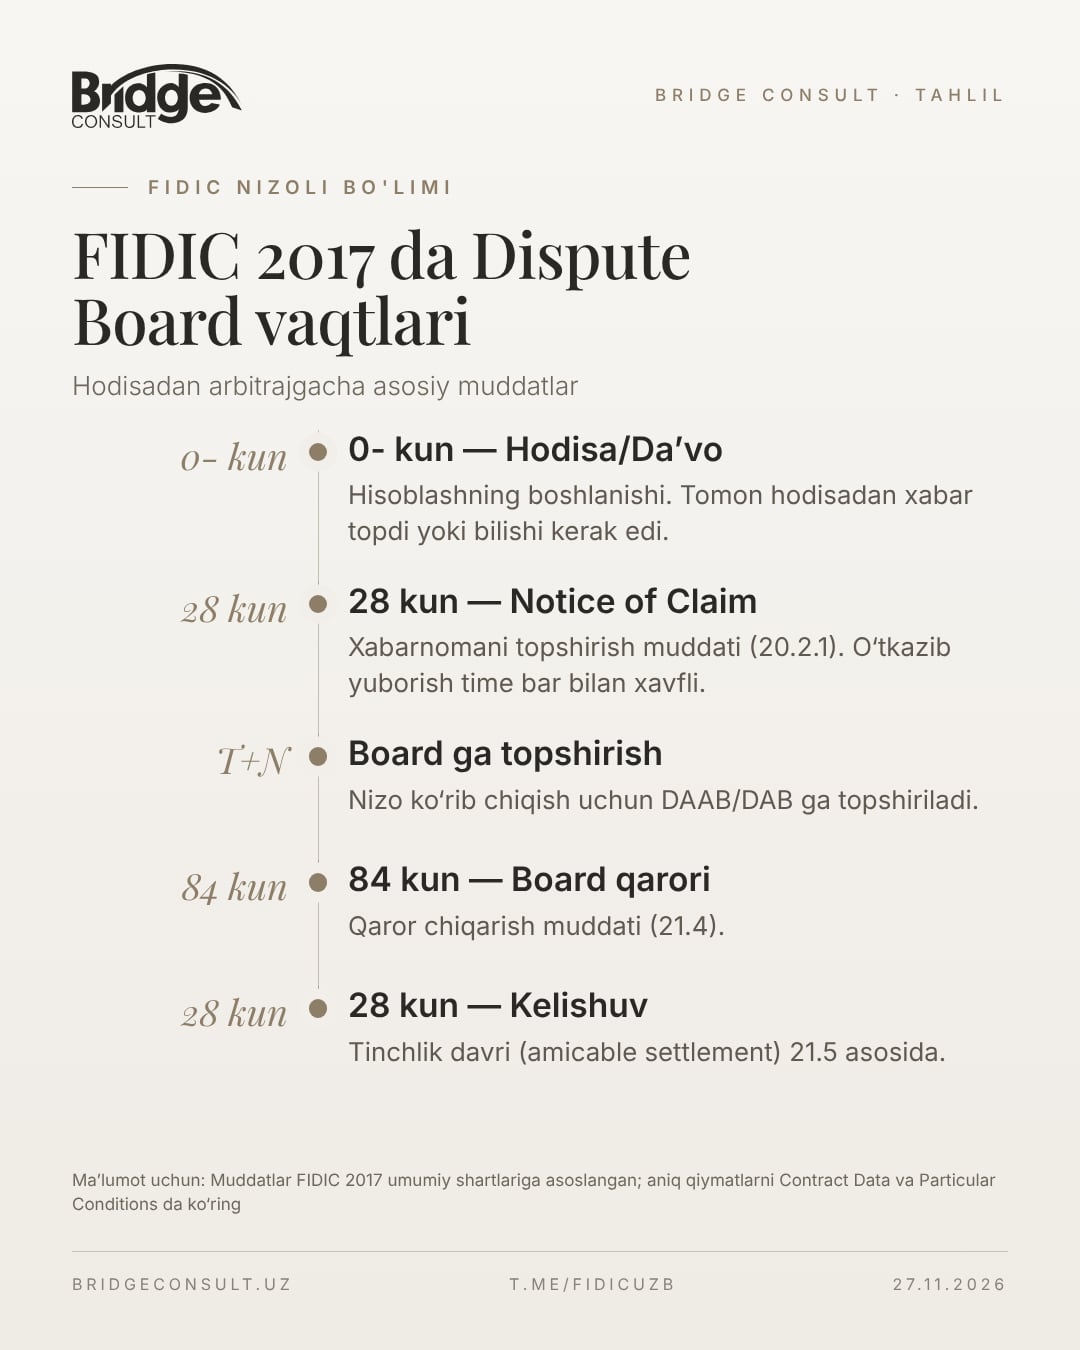 Bridge
CONSULT
BRIDGE CONSULT · TAHLIL
FIDIC NIZOLI BO'LIMI
FIDIC 2017 da Dispute
Board vaqtlari
Hodisadan arbitrajgacha asosiy muddatlar
0- kun
0- kun — Hodisa/Da’vo
Hisoblashning boshlanishi. Tomon hodisadan xabar
topdi yoki bilishi kerak edi.
28 kun
28 kun — Notice of Claim
Xabarnomani topshirish muddati (20.2.1). O‘tkazib
yuborish time bar bilan xavfli.
T+N
Board ga topshirish
Nizo ko‘rib chiqish uchun DAAB/DAB ga topshiriladi.
84 kun
84 kun — Board qarori
Qaror chiqarish muddati (21.4).
28 kun
28 kun — Kelishuv
Tinchlik davri (amicable settlement) 21.5 asosida.
Ma’lumot uchun: Muddatlar FIDIC 2017 umumiy shartlariga asoslangan; aniq qiymatlarni Contract Data va Particular
Conditions da ko‘ring
BRIDGECONSULT.UZ
T.ME/FIDICUZB
27.11.2026